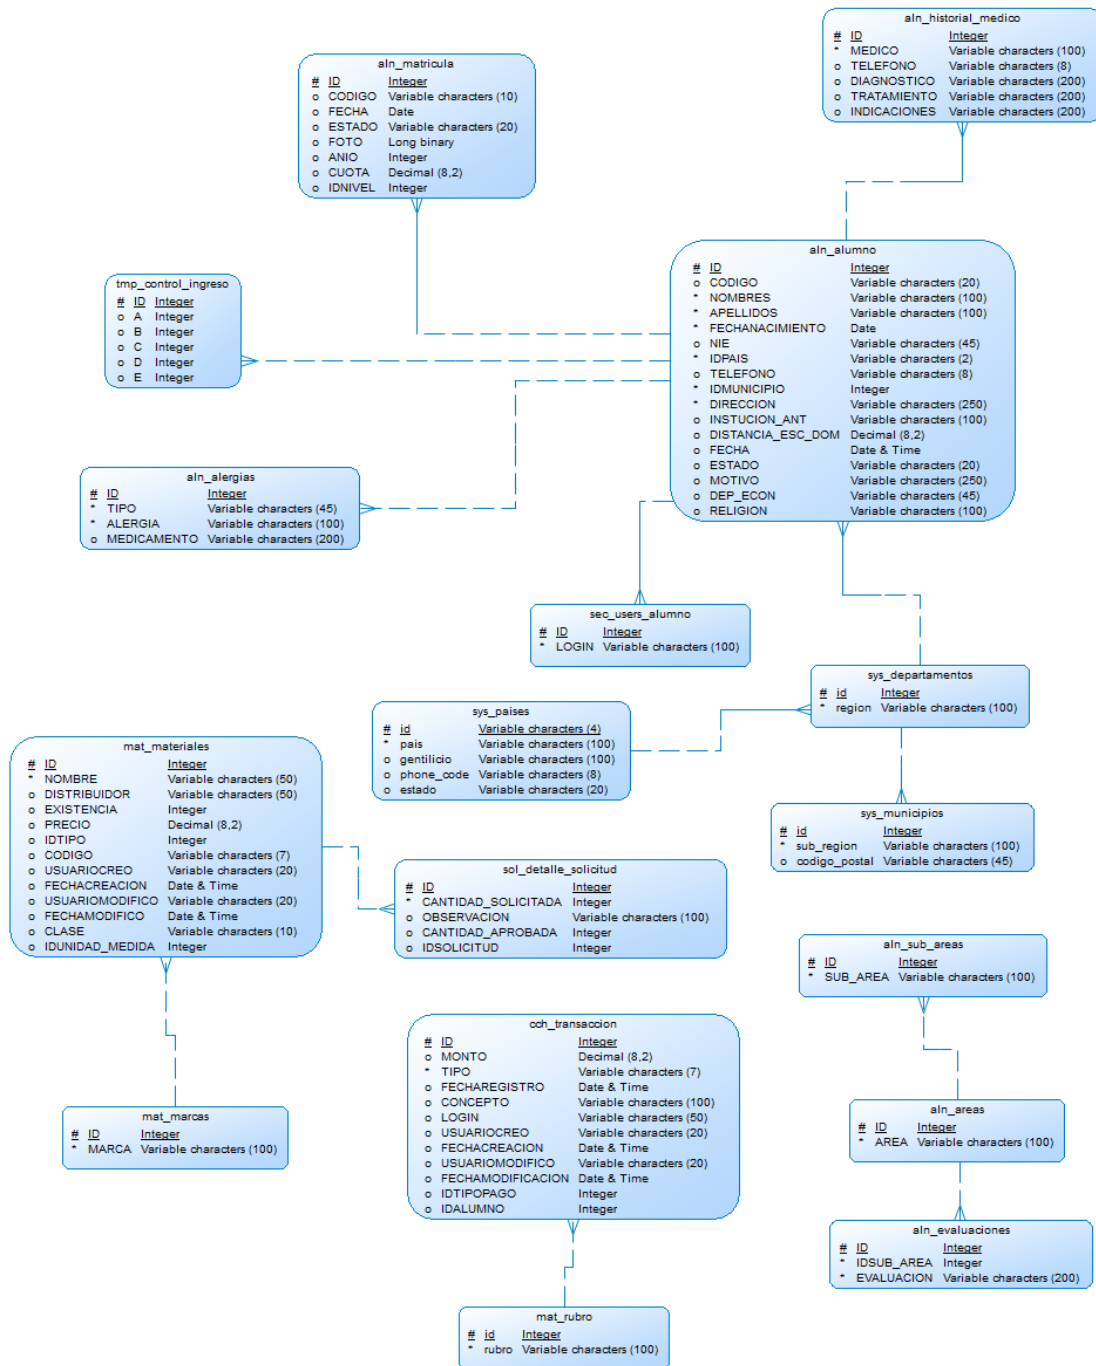 aln_historial_medico
# ID Integer
* MEDICO Variable characters (100)
o TELEFONO Variable characters (8)
o DIAGNOSTICO Variable characters (200)
o TRATAMIENTO Variable characters (200)
o INDICACIONES Variable characters (200)
aln_matricula
# ID Integer
o CODIGO Variable characters (10)
o FECHA Date
o ESTADO Variable characters (20)
o FOTO Long binary
o ANIO Integer
o CUOTA Decimal (8,2)
o IDNIVEL Integer
aln_alumno
# ID Integer
o CODIGO Variable characters (20)
* NOMBRES Variable characters (100)
* APELLIDOS Variable characters (100)
* FECHANACIMIENTO Date
o NIE Variable characters (45)
* IDPAIS Variable characters (2)
o TELEFONO Variable characters (8)
* IDMUNICIPIO Integer
* DIRECCION Variable characters (250)
o INSTUCION_ANT Variable characters (100)
o DISTANCIA_ESC_DOM Decimal (8,2)
o FECHA Date & Time
o ESTADO Variable characters (20)
o MOTIVO Variable characters (250)
o DEP_ECON Variable characters (45)
o RELIGION Variable characters (100)
tmp_control_ingreso
# ID Integer
o A Integer
o B Integer
o C Integer
o D Integer
o E Integer
aln_alergias
# ID Integer
* TIPO Variable characters (45)
* ALERGIA Variable characters (100)
o MEDICAMENTO Variable characters (200)
sec_users_alumno
# ID Integer
* LOGIN Variable characters (100)
sys_departamentos
# id Integer
* region Variable characters (100)
sys_paises
# id Variable characters (4)
* pais Variable characters (100)
o gentilicio Variable characters (100)
o phone_code Variable characters (8)
o estado Variable characters (20)
mat_materiales
# ID Integer
* NOMBRE Variable characters (50)
o DISTRIBUIDOR Variable characters (50)
o EXISTENCIA Integer
o PRECIO Decimal (8,2)
o IDTIPO Integer
o CODIGO Variable characters (7)
o USUARIOCREO Variable characters (20)
o FECHACREACION Date & Time
o USUARIOMODIFICO Variable characters (20)
o FECHAMODIFICO Date & Time
o CLASE Variable characters (10)
o IDUNIDAD_MEDIDA Integer
sys_municipios
# id Integer
* sub_region Variable characters (100)
o codigo_postal Variable characters (45)
sol_detalle_solicitud
# ID Integer
* CANTIDAD_SOLICITADA Integer
o OBSERVACION Variable characters (100)
o CANTIDAD_APROBADA Integer
o IDSOLICITUD Integer
aln_sub_areas
# ID Integer
* SUB_AREA Variable characters (100)
cch_transaccion
# ID Integer
o MONTO Decimal (8,2)
* TIPO Variable characters (7)
o FECHAREGISTRO Date & Time
o CONCEPTO Variable characters (100)
o LOGIN Variable characters (50)
o USUARIOCREO Variable characters (20)
o FECHACREACION Date & Time
o USUARIOMODIFICO Variable characters (20)
o FECHAMODIFICACION Date & Time
o IDTIPOPAGO Integer
o IDALUMNO Integer
mat_marcas
# ID Integer
* MARCA Variable characters (100)
aln_areas
# ID Integer
* AREA Variable characters (100)
aln_evaluaciones
# ID Integer
* IDSUB_AREA Integer
* EVALUACION Variable characters (200)
mat_rubro
# id Integer
* rubro Variable characters (100)